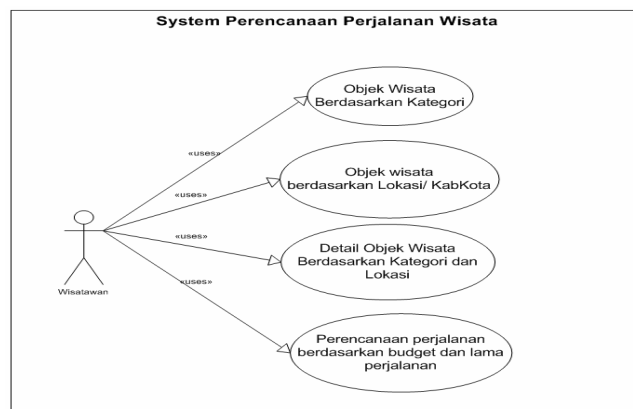 System Perencanaan Perjalanan Wisata
Objek Wisata
Berdasarkan Kategori
«uses»
Objek wisata
berdasarkan Lokasi/ KabKota
«uses»
«uses»
Detail Objek Wisata
Berdasarkan Kategori dan
Lokasi
«uses»
Wisatawan
Perencanaan perjalanan
berdasarkan budget dan lama
perjalanan